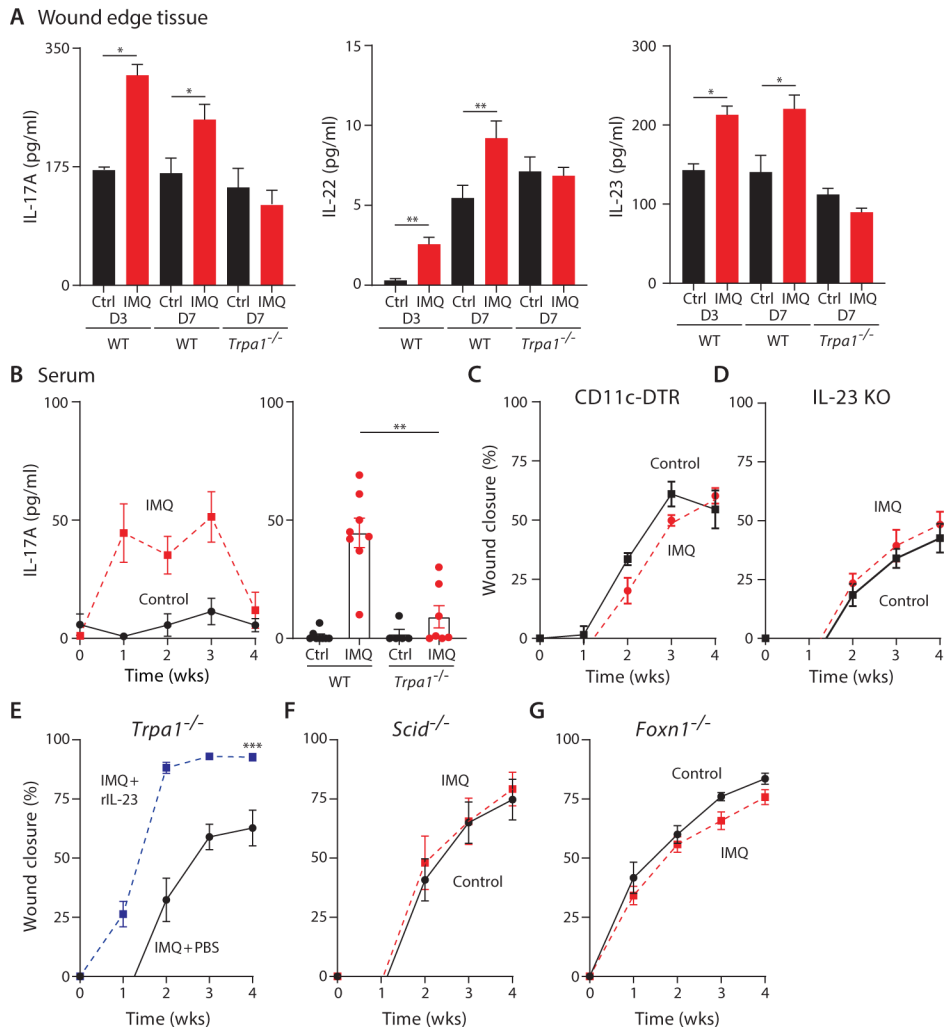 A Wound edge tissue
350
175
0
IL-17A (pg/ml)
*
*
Ctrl IMQ Ctrl IMQ Ctrl IMQ
D3 D7 D7
WT WT Trpa1-/-
15
10
5
0
IL-22 (pg/ml)
**
**
Ctrl IMQ Ctrl IMQ Ctrl IMQ
D3 D7 D7
WT WT Trpa1-/-
300
200
100
0
IL-23 (pg/ml)
*
*
Ctrl IMQ Ctrl IMQ Ctrl IMQ
D3 D7 D7
WT WT Trpa1-/-
B Serum
100
50
0
IL-17A (pg/ml)
IMQ
Control
0 1 2 3 4
Time (wks)
100
50
0
**
Ctrl IMQ Ctrl IMQ
WT Trpa1-/-
C CD11c-DTR
100
75
50
25
0
Wound closure (%)
Control
IMQ
0 1 2 3 4
Time (wks)
D IL-23 KO
100
75
50
25
0
IMQ
Control
0 1 2 3 4
Time (wks)
E Trpa1-/-
100
75
50
25
0
Wound closure (%)
***
IMQ+
rIL-23
IMQ+PBS
0 1 2 3 4
Time (wks)
F Scid-/-
100
75
50
25
0
IMQ
Control
0 1 2 3 4
Time (wks)
G Foxn1-/-
100
75
50
25
0
Control
IMQ
0 1 2 3 4
Time (wks)